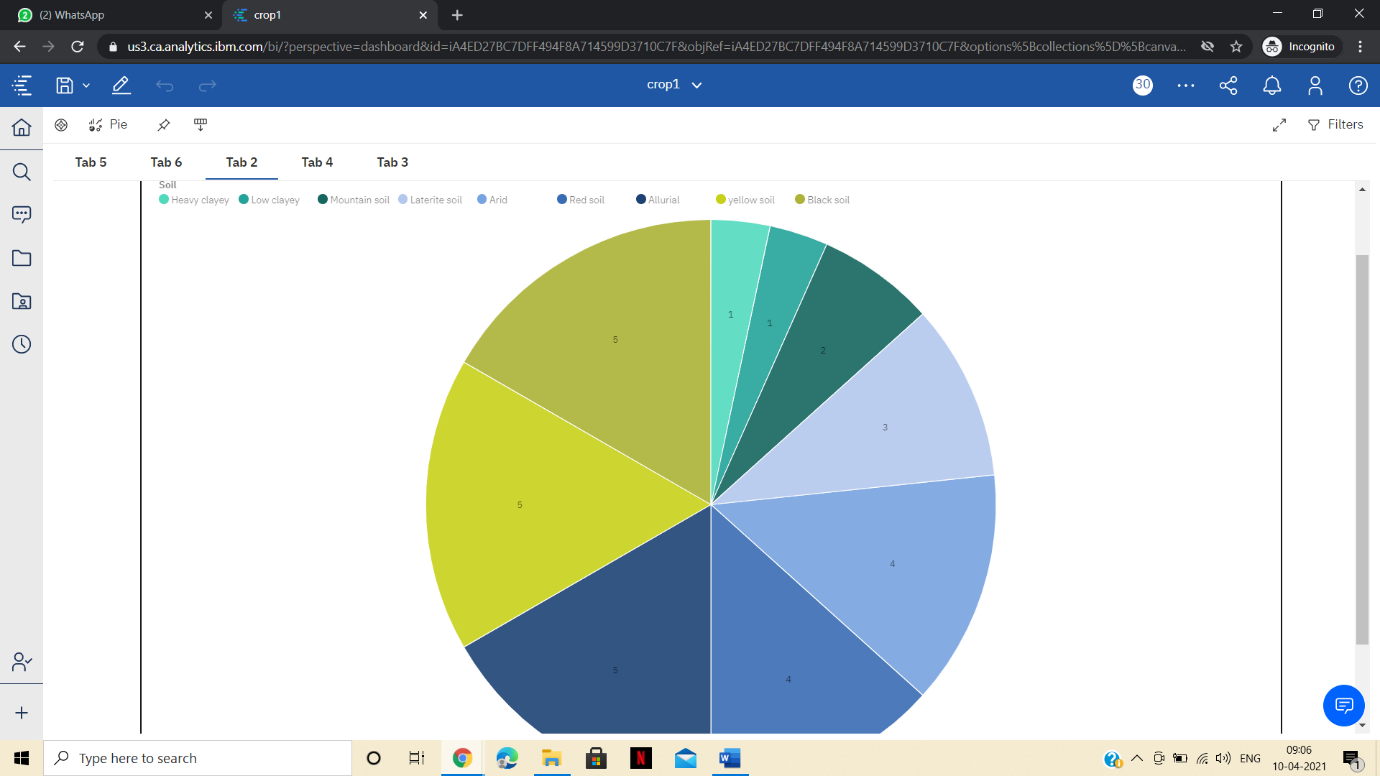 (2) WhatsApp
crop1
us3.ca.analytics.ibm.com/bi/?perspective=dashboard&id=iA4ED27BC7DFF494F8A714599D3710C7F&objRef=iA4ED27BC7DFF494F8A714599D3710C7F&options%5Bcollections%5D%5Bcanva...
Incognito
crop1
30
Pie
Filters
Tab 5 Tab 6 Tab 2 Tab 4 Tab 3
Soil
Heavy clayey Low clayey Mountain soil Laterite soil Arid Red soil Allurial yellow soil Black soil
1
1
5
2
3
5
4
5
4
Type here to search
ENG
09:06
10-04-2021
1